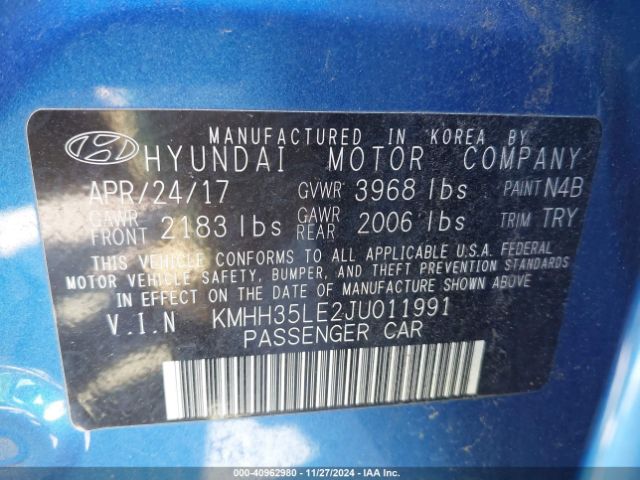 MANUFACTURED IN KOREA BY
HYUNDAI MOTOR COMPANY
APR/24/17 GVWR 3968 lbs PAINT N4B
GAWR FRONT 2183 lbs GAWR REAR 2006 lbs TRIM TRY
THIS VEHICLE CONFORMS TO ALL APPLICABLE U.S.A. FEDERAL
MOTOR VEHICLE SAFETY, BUMPER, AND THEFT PREVENTION STANDARDS
IN EFFECT ON THE DATE OF MANUFACTURE SHOWN ABOVE
V.I.N KMHH35LE2JU011991
PASSENGER CAR
000-40962980 - 11/27/2024 - IAA Inc.